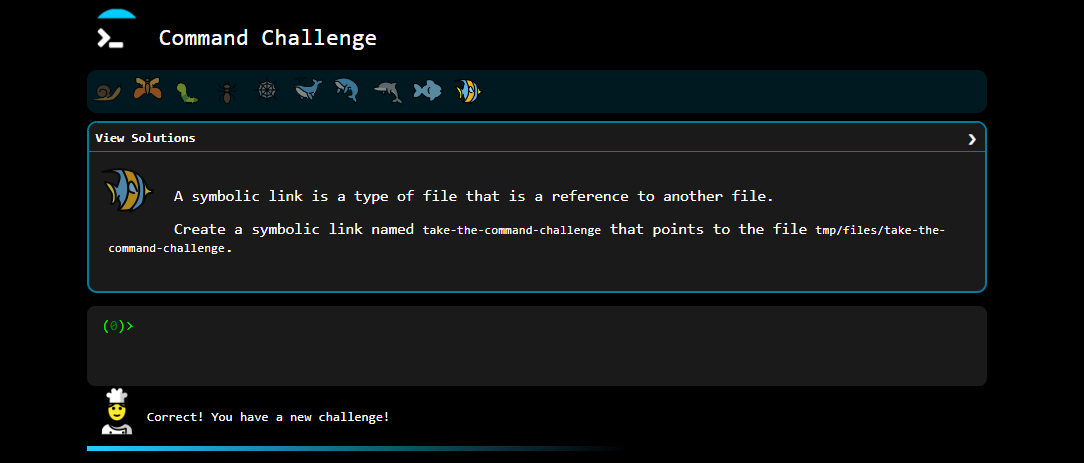 Command Challenge
View Solutions
A symbolic link is a type of file that is a reference to another file.
Create a symbolic link named take-the-command-challenge that points to the file tmp/files/take-the-
command-challenge.
(0)>
Correct! You have a new challenge!